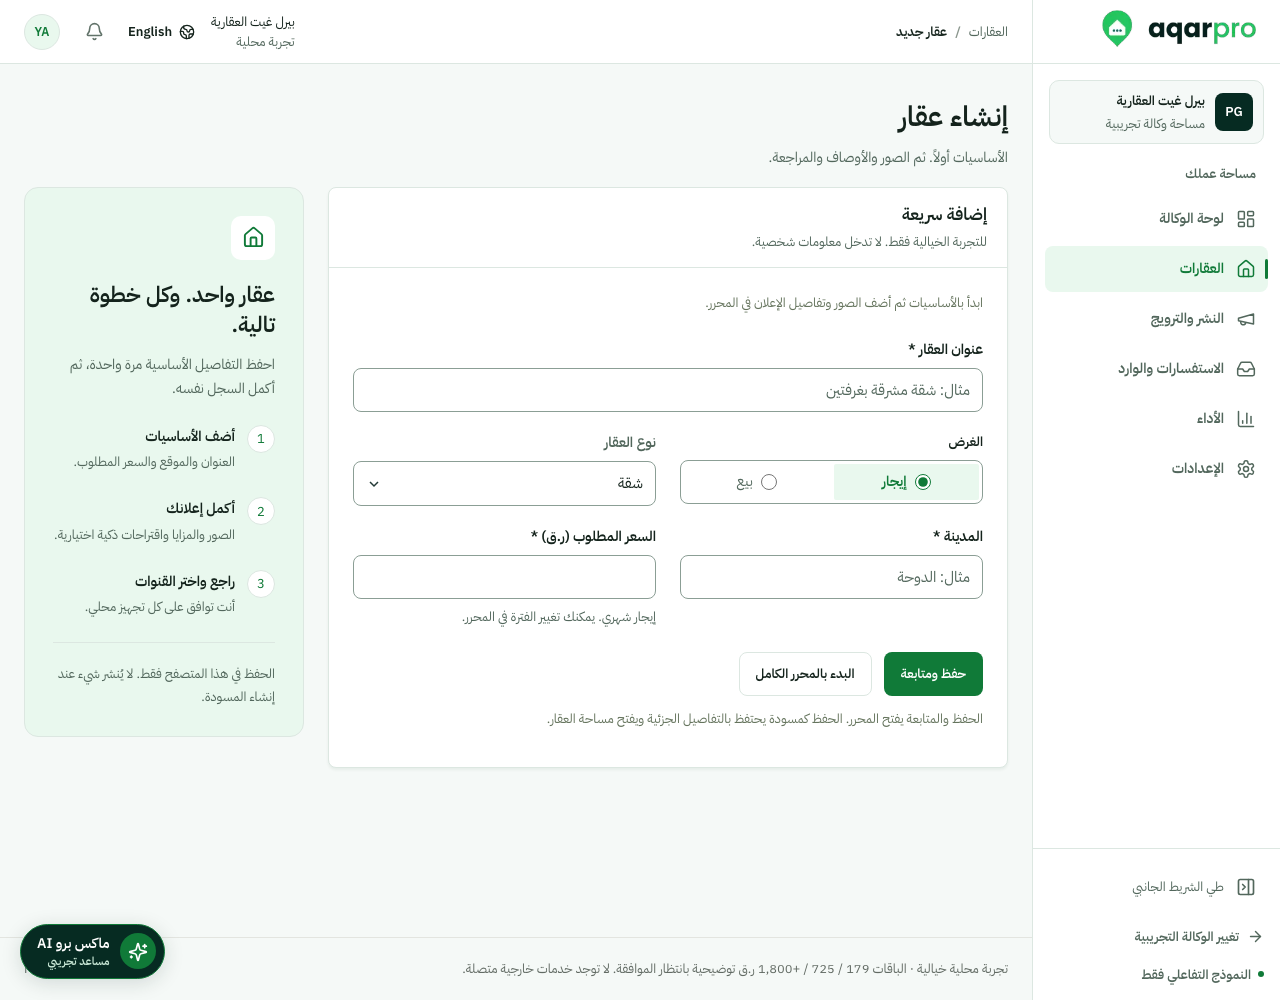 aqarpro
PG
بيرل غيت العقارية
مساحة وكالة تجريبية
مساحة عملك
لوحة الوكالة
العقارات
النشر والترويج
الاستفسارات والوارد
الأداء
الإعدادات
طي الشريط الجانبي
تغيير الوكالة التجريبية
النموذج التفاعلي فقط
العقارات / عقار جديد
بيرل غيت العقارية
تجربة محلية
English
YA
إنشاء عقار
الأساسيات أولاً. ثم الصور والأوصاف والمراجعة.
إضافة سريعة
للتجربة الخيالية فقط. لا تدخل معلومات شخصية.
ابدأ بالأساسيات ثم أضف الصور وتفاصيل الإعلان في المحرر.
عنوان العقار *
مثال: شقة مشرقة بغرفتين
الغرض
إيجار
بيع
نوع العقار
شقة
المدينة *
مثال: الدوحة
السعر المطلوب (ر.ق) *
إيجار شهري. يمكنك تغيير الفترة في المحرر.
حفظ ومتابعة
البدء بالمحرر الكامل
الحفظ والمتابعة يفتح المحرر. الحفظ كمسودة يحتفظ بالتفاصيل الجزئية ويفتح مساحة العقار.
عقار واحد. وكل خطوة
تالية.
احفظ التفاصيل الأساسية مرة واحدة، ثم
أكمل السجل نفسه.
1
أضف الأساسيات
العنوان والموقع والسعر المطلوب.
2
أكمل إعلانك
الصور والمزايا واقتراحات ذكية اختيارية.
3
راجع واختر القنوات
أنت توافق على كل تجهيز محلي.
الحفظ في هذا المتصفح فقط. لا يُنشر شيء عند
إنشاء المسودة.
تجربة محلية خيالية · الباقات 179 / 725 / +1,800 ر.ق توضيحية بانتظار الموافقة. لا توجد خدمات خارجية متصلة.
ماكس برو AI
مساعد تجريبي